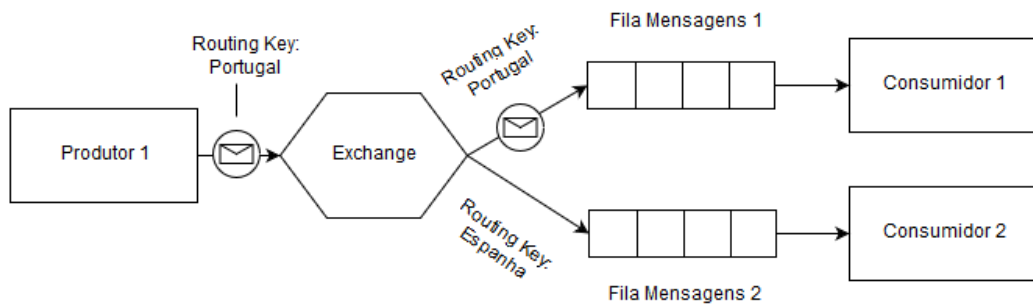 Routing Key:
Portugal
Produtor 1
Exchange
Routing Key:
Portugal
Fila Mensagens 1
Consumidor 1
Routing Key:
Espanha
Fila Mensagens 2
Consumidor 2